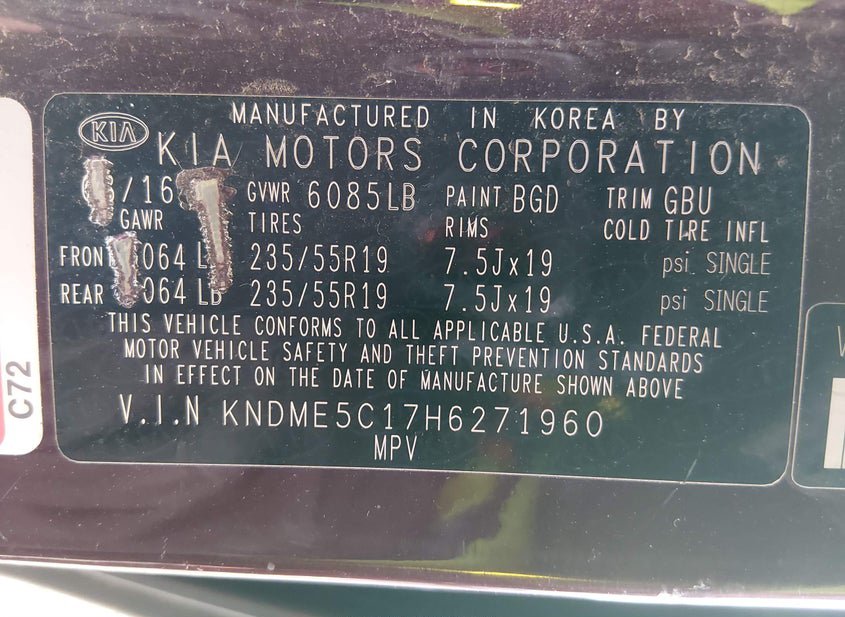 MANUFACTURED IN KOREA BY
KIA KIA MOTORS CORPORATION
/16 GVWR 6085LB PAINT BGD TRIM GBU
GAWR TIRES RIMS COLD TIRE INFL
FRONT 064 L 235/55R19 7.5Jx19 psi SINGLE
REAR 064 LB 235/55R19 7.5Jx19 psi SINGLE
THIS VEHICLE CONFORMS TO ALL APPLICABLE U.S.A. FEDERAL
MOTOR VEHICLE SAFETY AND THEFT PREVENTION STANDARDS
IN EFFECT ON THE DATE OF MANUFACTURE SHOWN ABOVE
V.I.N KNDME5C17H6271960
MPV
C72